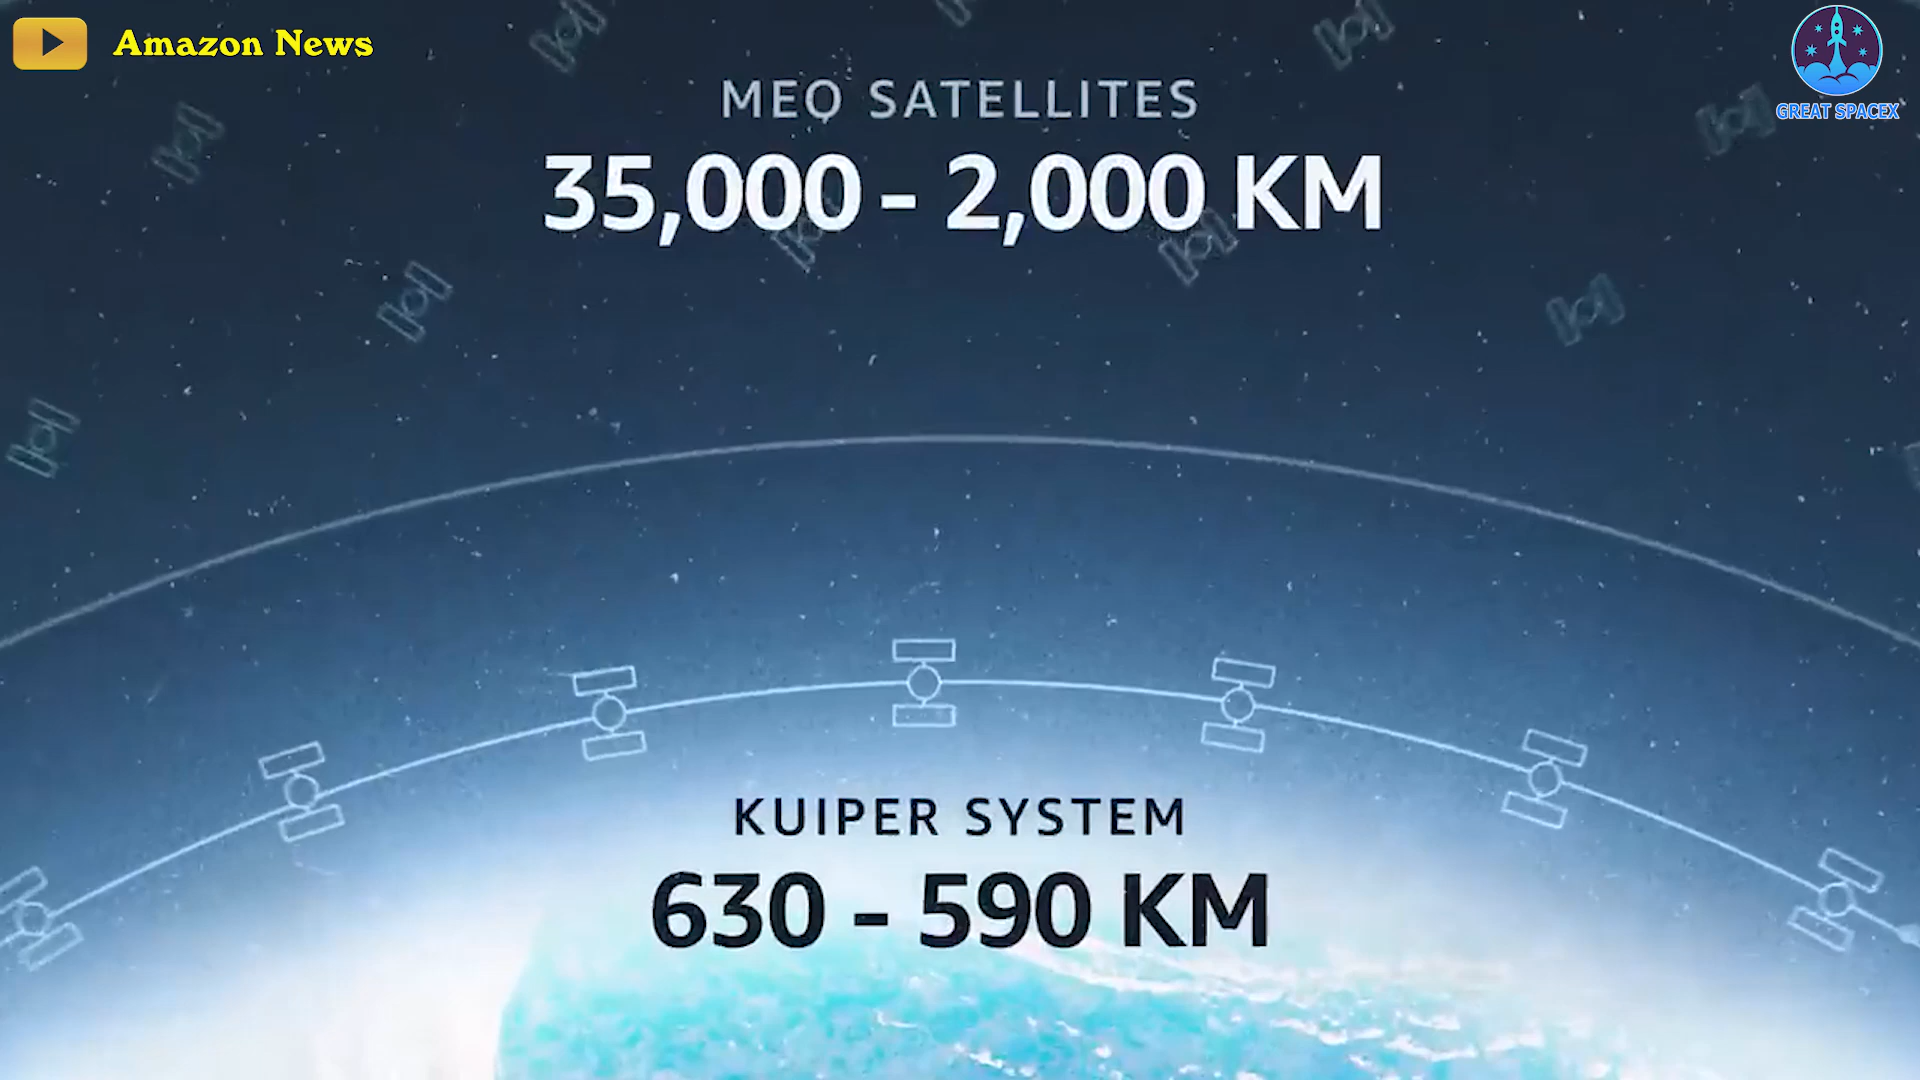 Amazon News
GREAT SPACEX
MEO SATELLITES
35,000 - 2,000 KM
KUIPER SYSTEM
630 - 590 KM